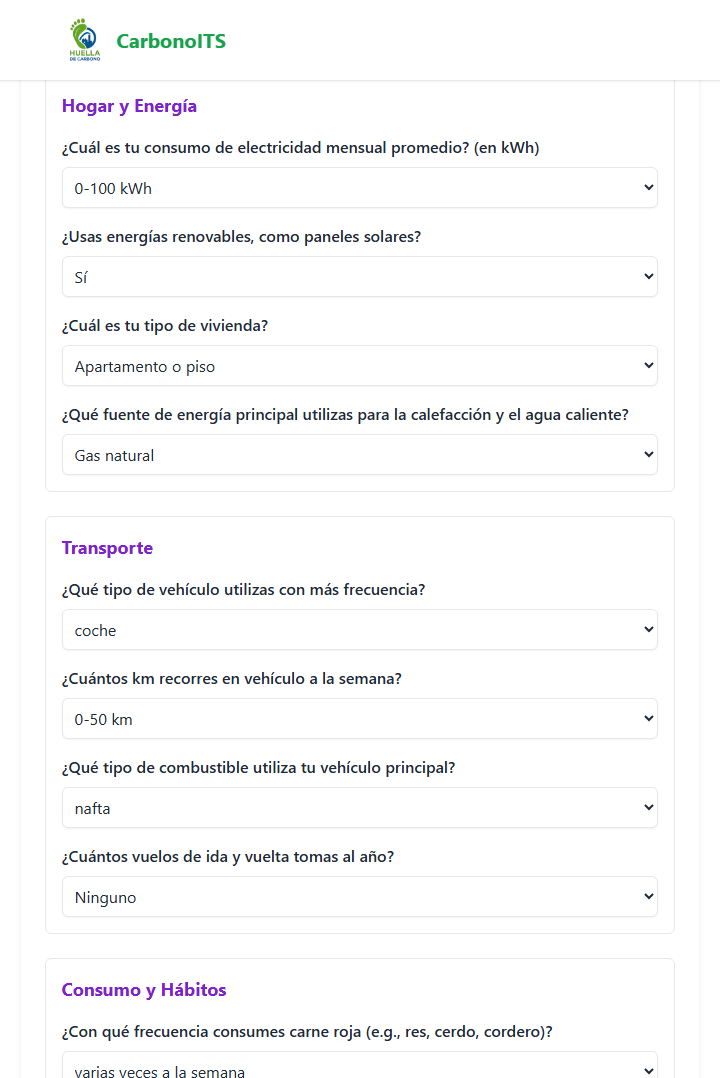 HUELLA
DE CARBONO
CarbonoITS
Hogar y Energía
¿Cuál es tu consumo de electricidad mensual promedio? (en kWh)
0-100 kWh
¿Usas energías renovables, como paneles solares?
Sí
¿Cuál es tu tipo de vivienda?
Apartamento o piso
¿Qué fuente de energía principal utilizas para la calefacción y el agua caliente?
Gas natural
Transporte
¿Qué tipo de vehículo utilizas con más frecuencia?
coche
¿Cuántos km recorres en vehículo a la semana?
0-50 km
¿Qué tipo de combustible utiliza tu vehículo principal?
nafta
¿Cuántos vuelos de ida y vuelta tomas al año?
Ninguno
Consumo y Hábitos
¿Con qué frecuencia consumes carne roja (e.g., res, cerdo, cordero)?
varias veces a la semana